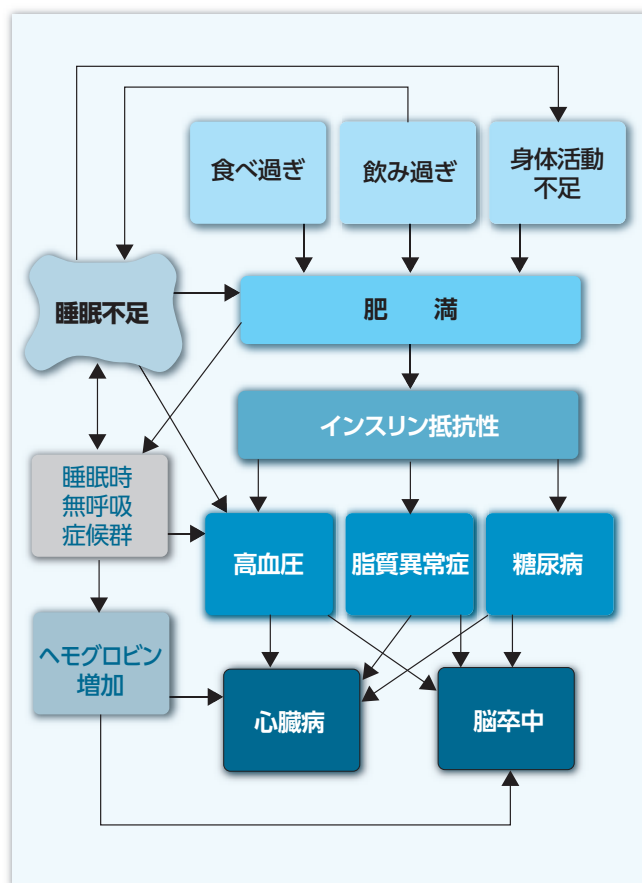 食べ過ぎ
飲み過ぎ
身体活動
不足
睡眠不足
肥　満
インスリン抵抗性
睡眠時
無呼吸
症候群
高血圧
脂質異常症
糖尿病
ヘモグロビン
増加
心臓病
脳卒中